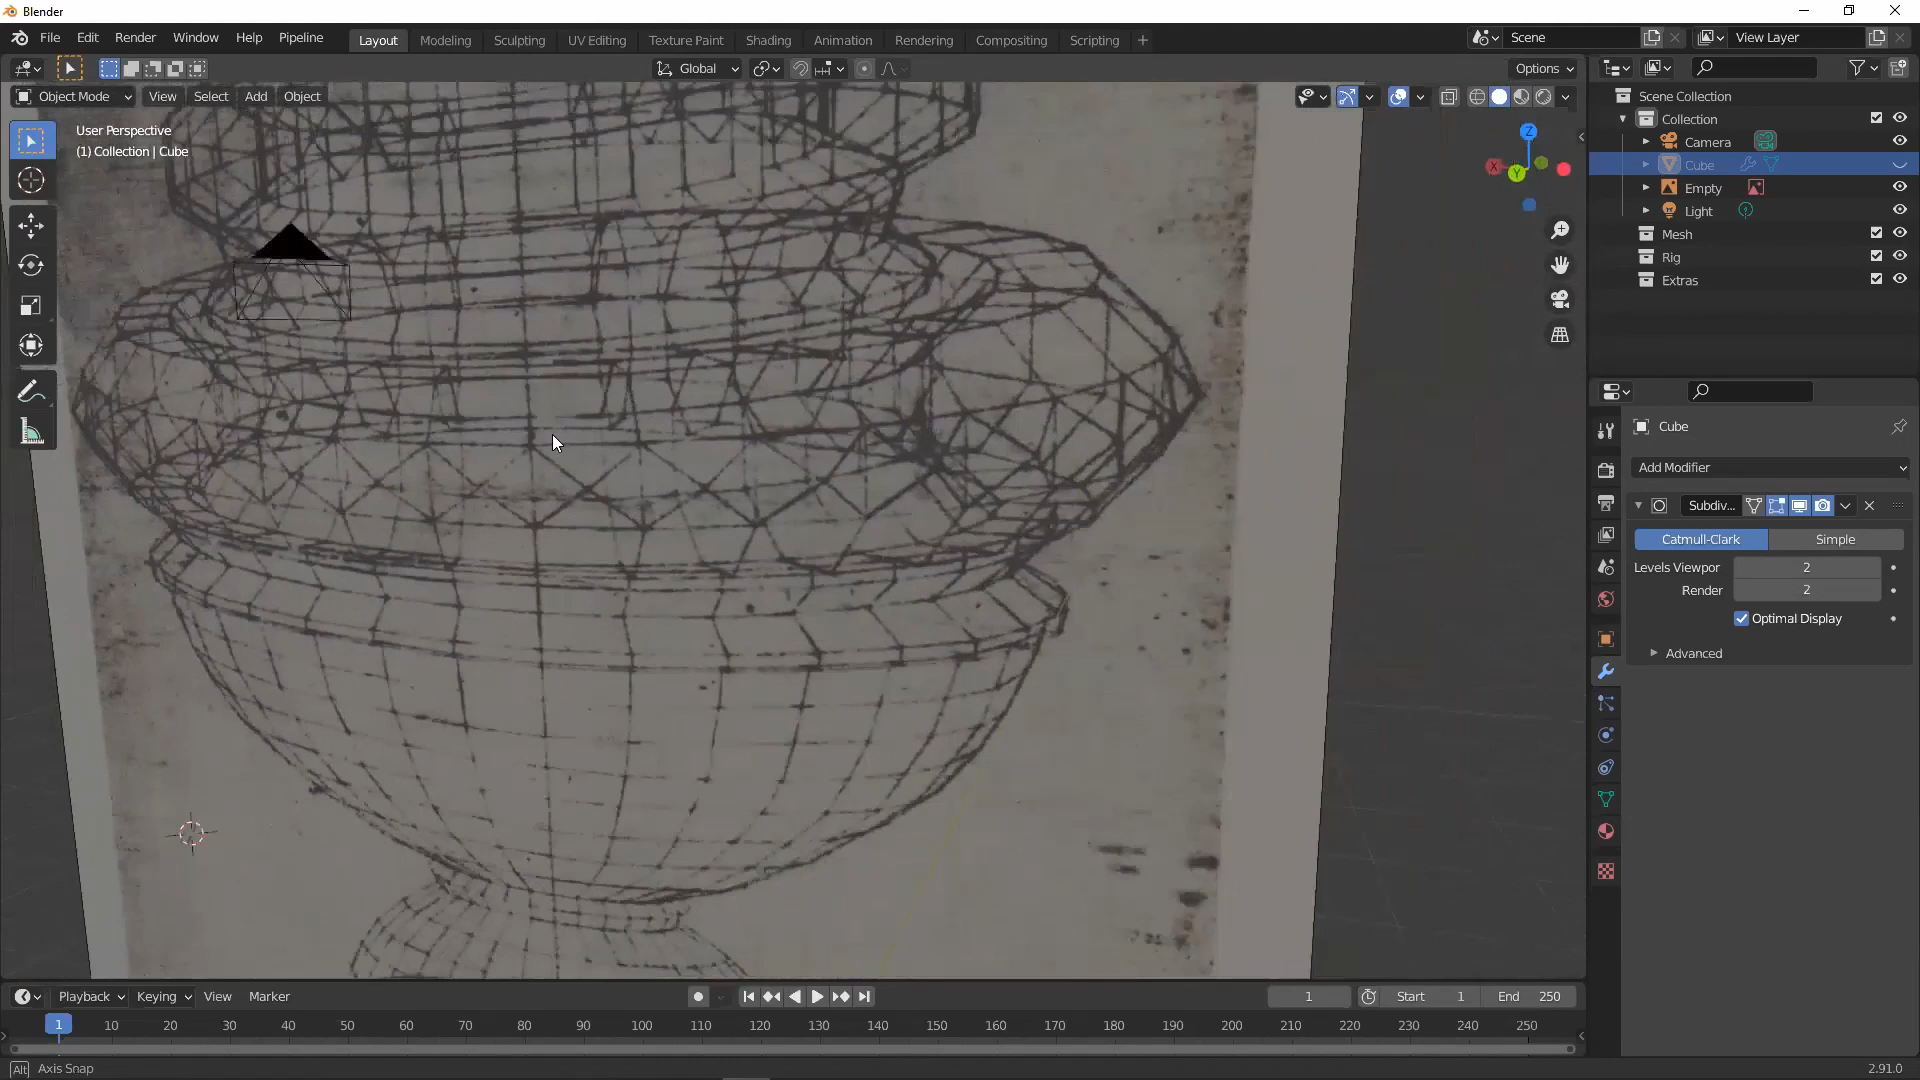 Blender
File Edit Render Window Help Pipeline
Layout Modeling Sculpting UV Editing Texture Paint Shading Animation Rendering Compositing Scripting +
Scene
View Layer
Global
Options
Object Mode View Select Add Object
User Perspective
(1) Collection | Cube
Z
X
Y
Scene Collection
Collection
Camera
Cube
Empty
Light
Mesh
Rig
Extras
Cube
Add Modifier
Subdiv...
Catmull-Clark Simple
Levels Viewpor 2
Render 2
Optimal Display
Advanced
Playback Keying View Marker
1
Start 1
End 250
1 10 20 30 40 50 60 70 80 90 100 110 120 130 140 150 160 170 180 190 200 210 220 230 240 250
Alt Axis Snap
2.91.0